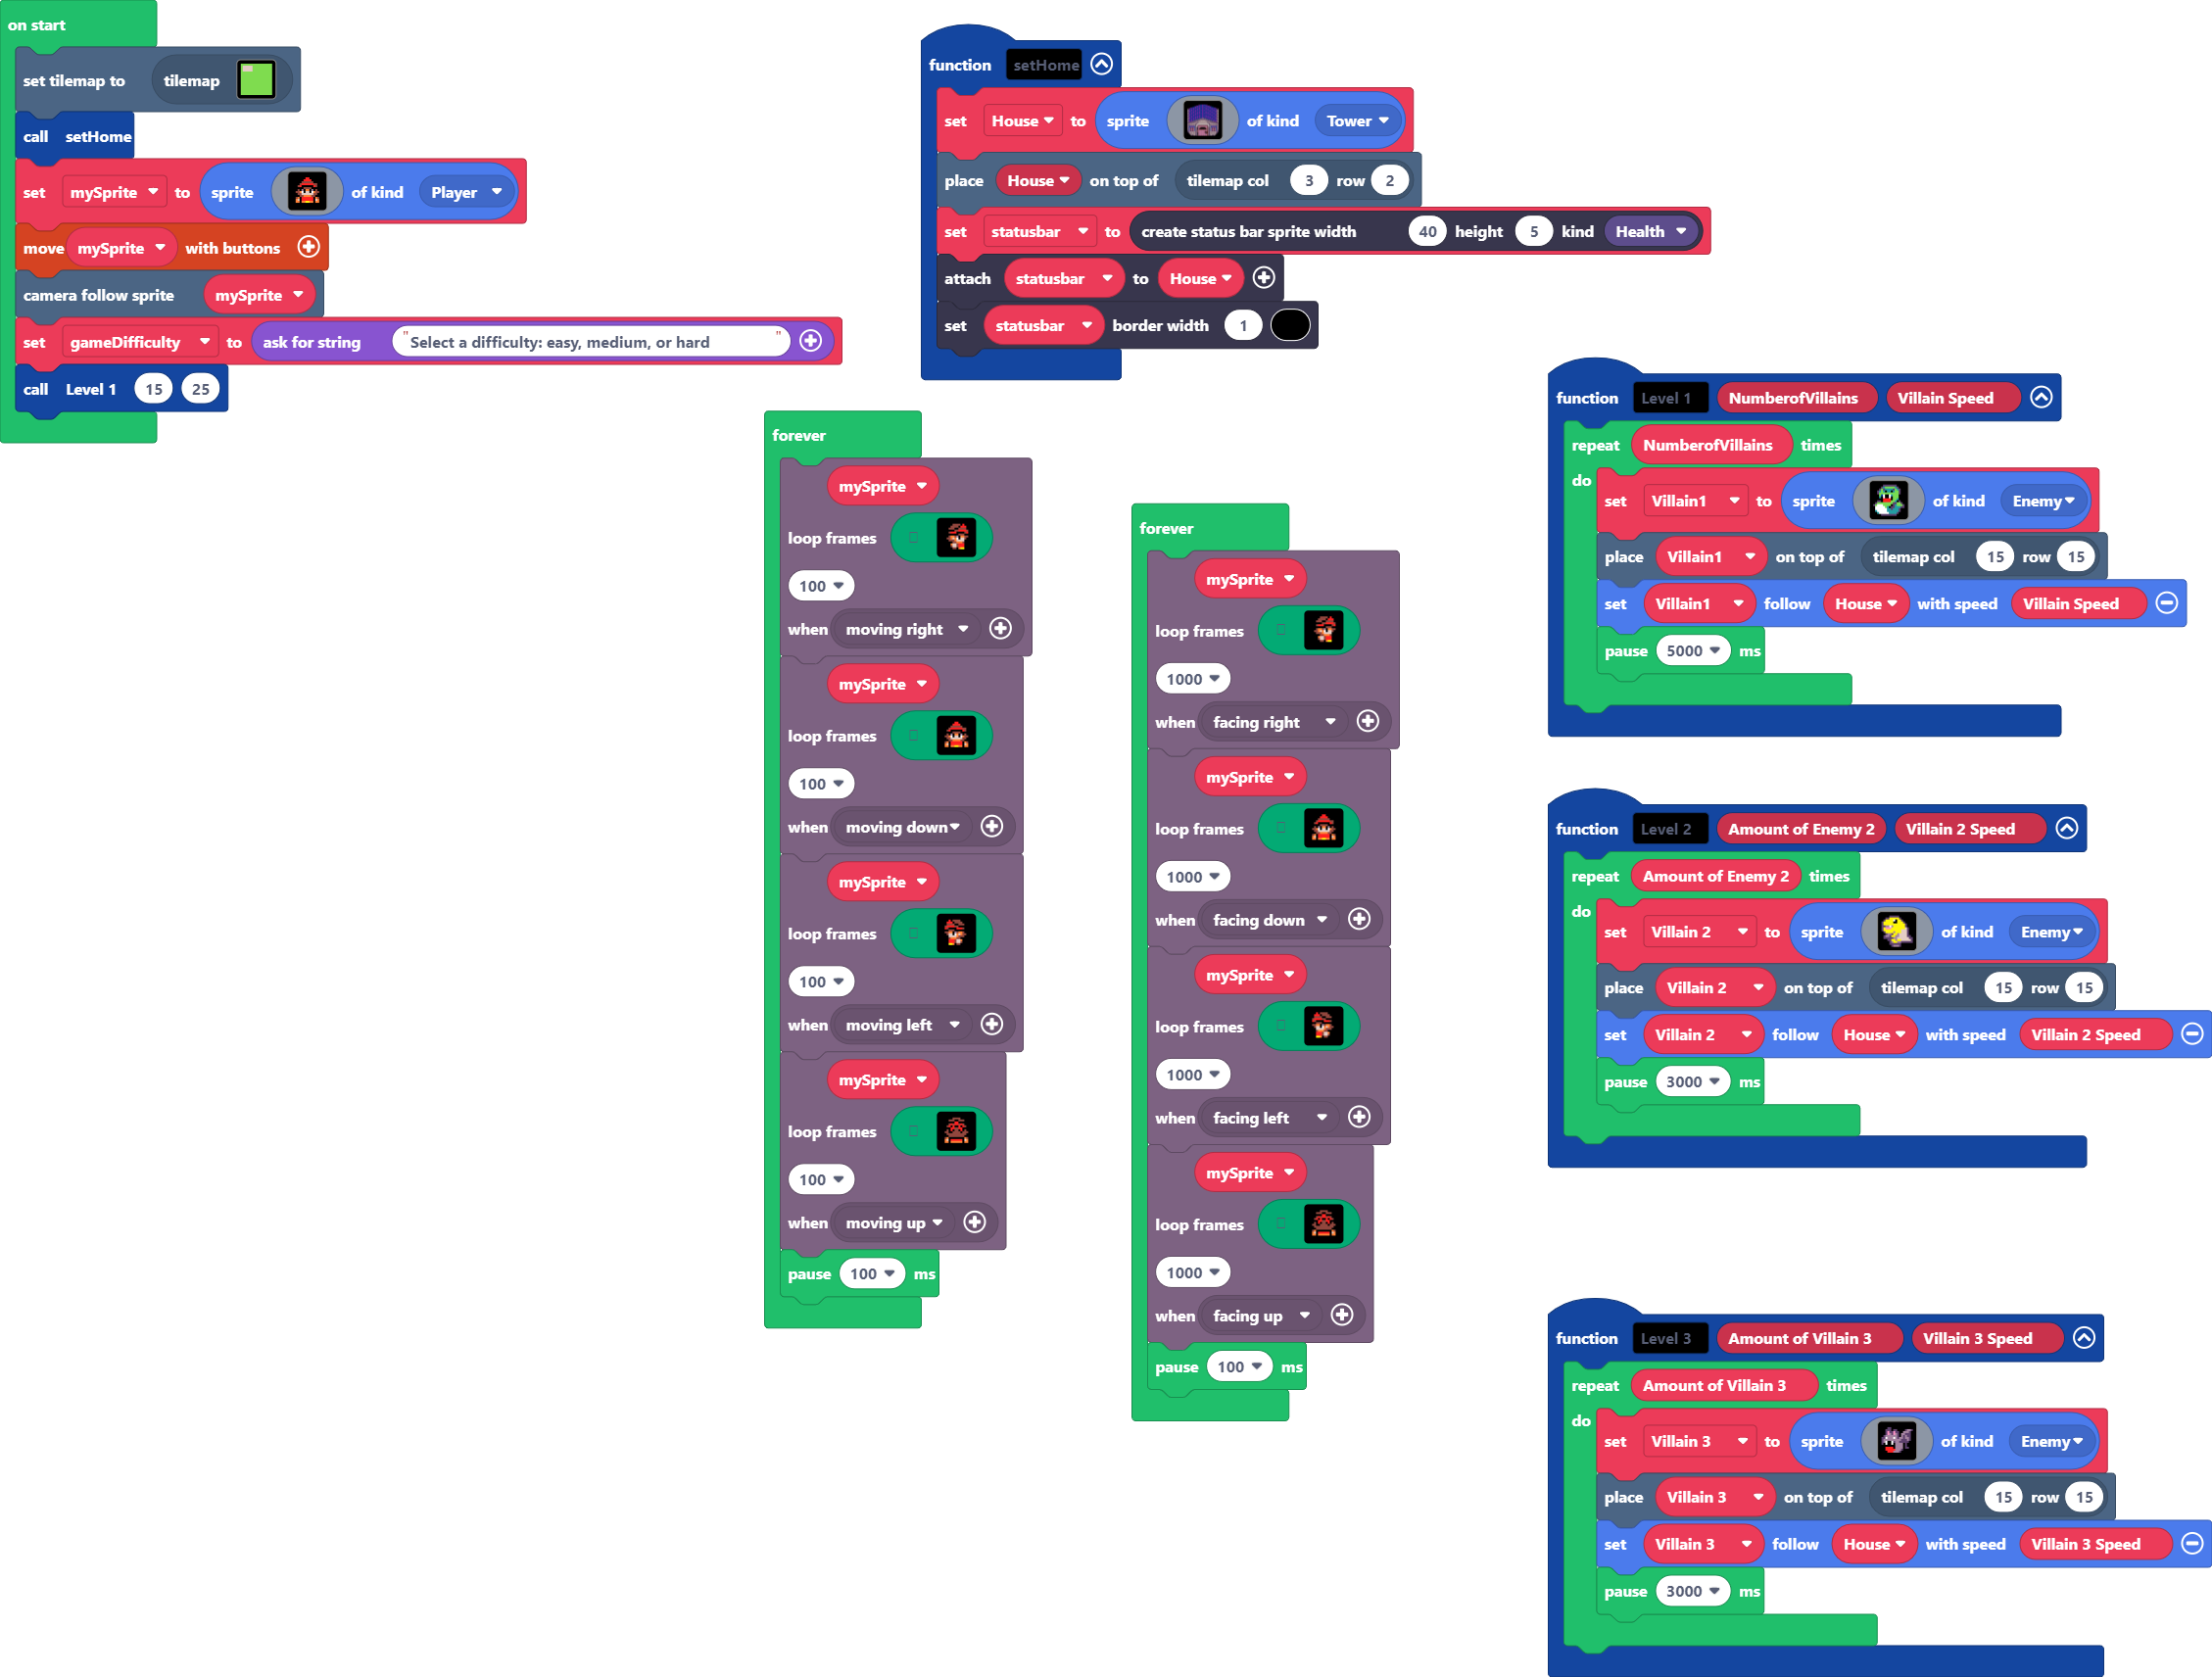 on start
set tilemap to tilemap
call setHome
set mySprite to sprite of kind Player
move mySprite with buttons
camera follow sprite mySprite
set gameDifficulty to ask for string "Select a difficulty: easy, medium, or hard"
call Level 1 15 25
function setHome
set House to sprite of kind Tower
place House on top of tilemap col 3 row 2
set statusbar to create status bar sprite width 40 height 5 kind Health
attach statusbar to House
set statusbar border width 1
forever
mySprite
loop frames
100
when moving right
mySprite
loop frames
100
when moving down
mySprite
loop frames
100
when moving left
mySprite
loop frames
100
when moving up
pause 100 ms
forever
mySprite
loop frames
1000
when facing right
mySprite
loop frames
1000
when facing down
mySprite
loop frames
1000
when facing left
mySprite
loop frames
1000
when facing up
pause 100 ms
function Level 1 NumberofVillains Villain Speed
repeat NumberofVillains times
do
set Villain1 to sprite of kind Enemy
place Villain1 on top of tilemap col 15 row 15
set Villain1 follow House with speed Villain Speed
pause 5000 ms
function Level 2 Amount of Enemy 2 Villain 2 Speed
repeat Amount of Enemy 2 times
do
set Villain 2 to sprite of kind Enemy
place Villain 2 on top of tilemap col 15 row 15
set Villain 2 follow House with speed Villain 2 Speed
pause 3000 ms
function Level 3 Amount of Villain 3 Villain 3 Speed
repeat Amount of Villain 3 times
do
set Villain 3 to sprite of kind Enemy
place Villain 3 on top of tilemap col 15 row 15
set Villain 3 follow House with speed Villain 3 Speed
pause 3000 ms